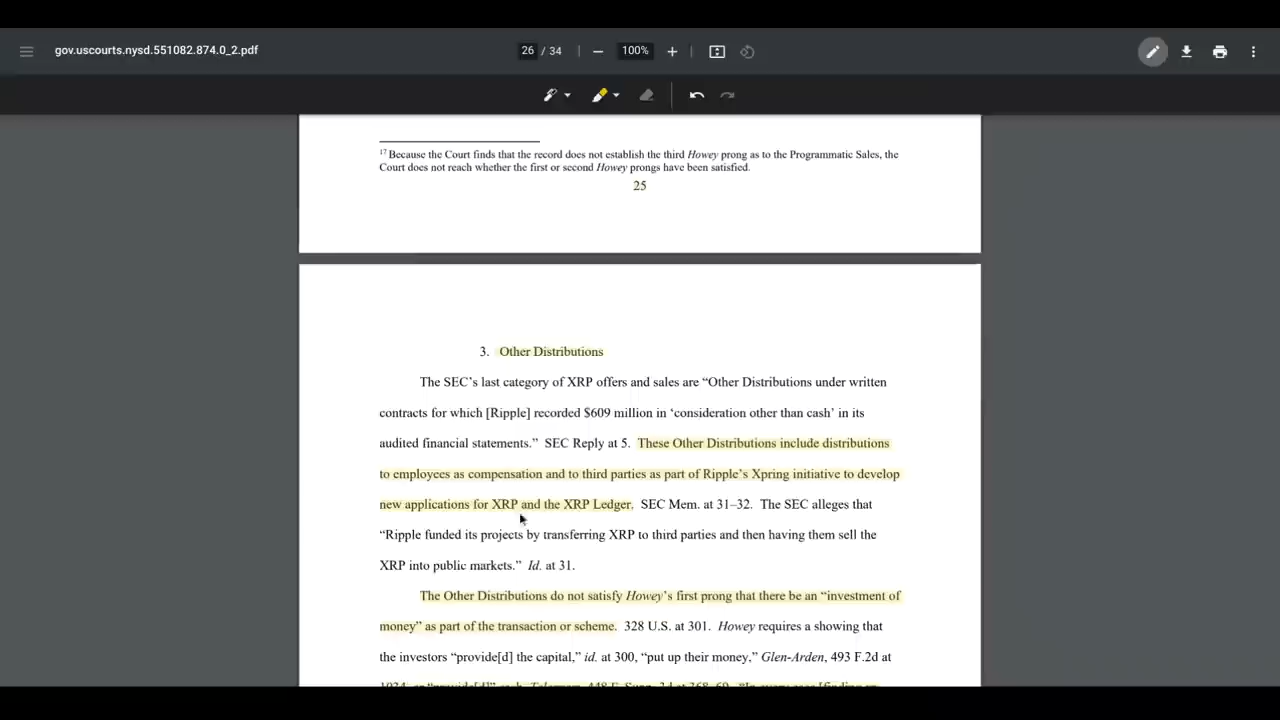 gov.uscourts.nysd.551082.874.0_2.pdf
26 / 34
100%
17 Because the Court finds that the record does not establish the third Howey prong as to the Programmatic Sales, the
Court does not reach whether the first or second Howey prongs have been satisfied.
25
3. Other Distributions
The SEC’s last category of XRP offers and sales are “Other Distributions under written
contracts for which [Ripple] recorded $609 million in ‘consideration other than cash’ in its
audited financial statements.” SEC Reply at 5. These Other Distributions include distributions
to employees as compensation and to third parties as part of Ripple’s Xpring initiative to develop
new applications for XRP and the XRP Ledger. SEC Mem. at 31–32. The SEC alleges that
“Ripple funded its projects by transferring XRP to third parties and then having them sell the
XRP into public markets.” Id. at 31.
The Other Distributions do not satisfy Howey’s first prong that there be an “investment of
money” as part of the transaction or scheme. 328 U.S. at 301. Howey requires a showing that
the investors “provide[d] the capital,” id. at 300, “put up their money,” Glen-Arden, 493 F.2d at